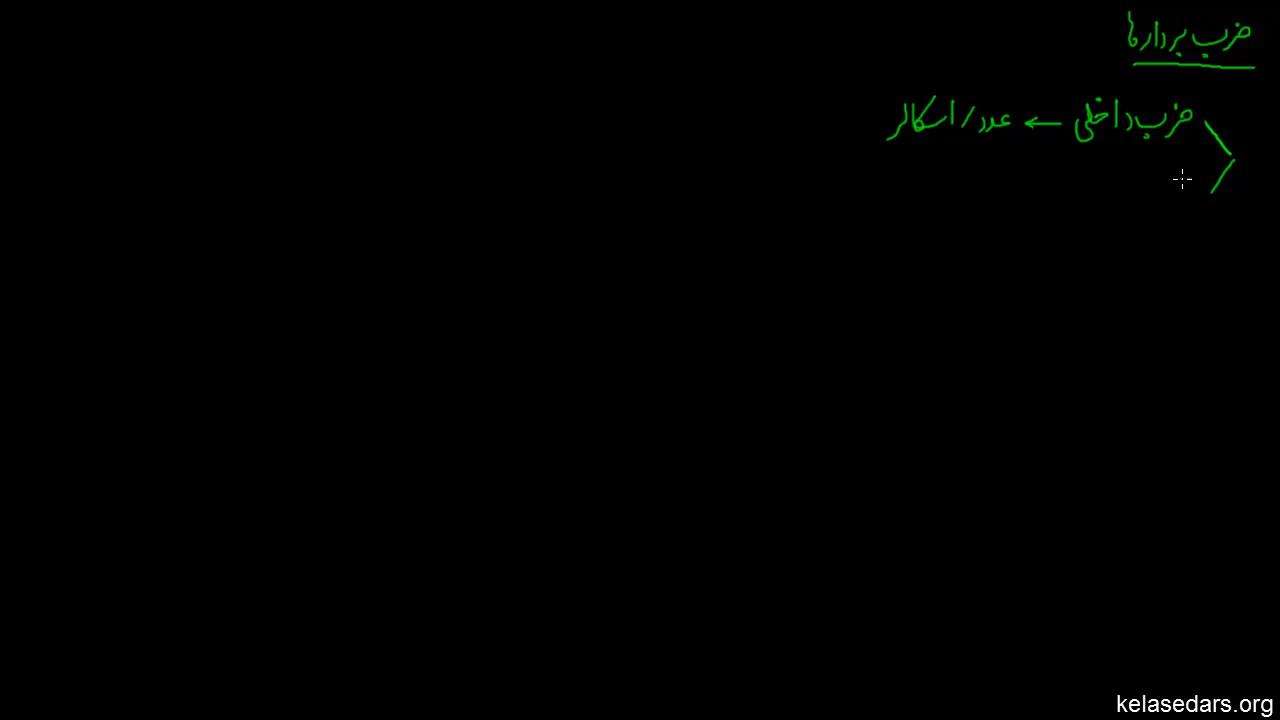 ضرب بردارها
ضرب داخلی ← عدد / اسکالر
kelasedars.org